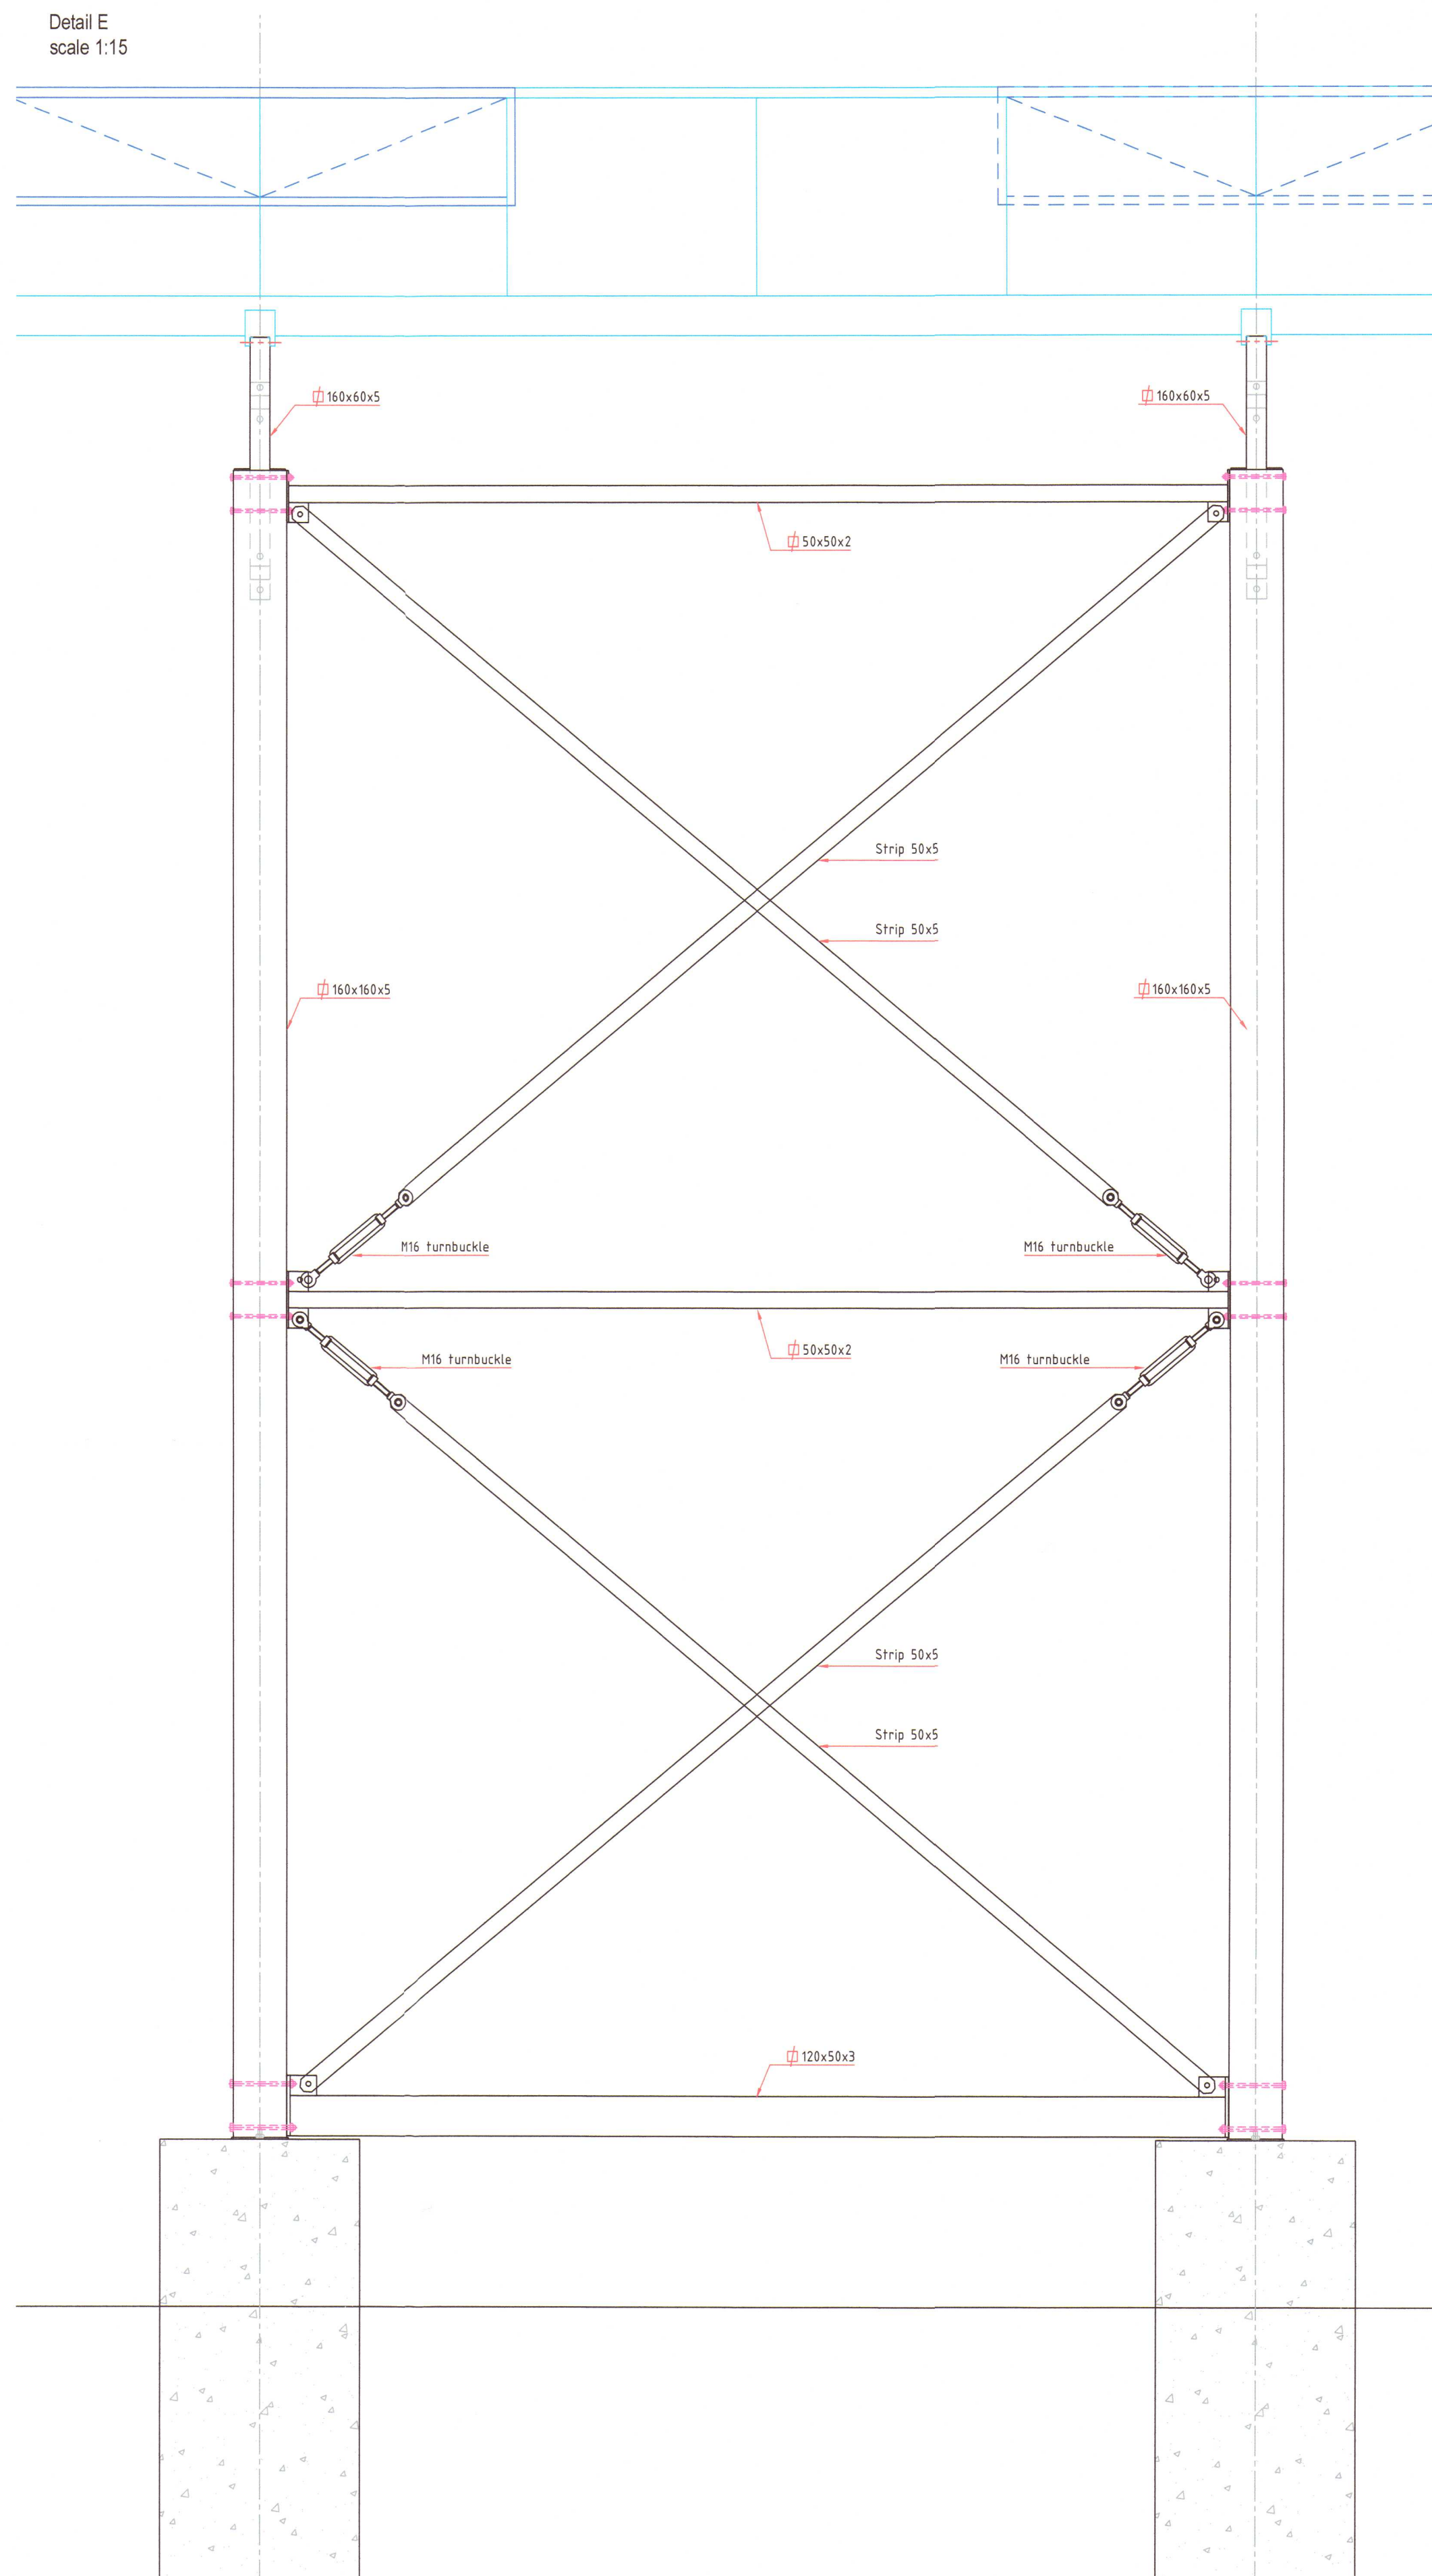 Detail E
scale 1:15
160x60x5
160x60x5
50x50x2
Strip 50x5
Strip 50x5
160x160x5
160x160x5
M16 turnbuckle
M16 turnbuckle
50x50x2
M16 turnbuckle
M16 turnbuckle
Strip 50x5
Strip 50x5
120x50x3